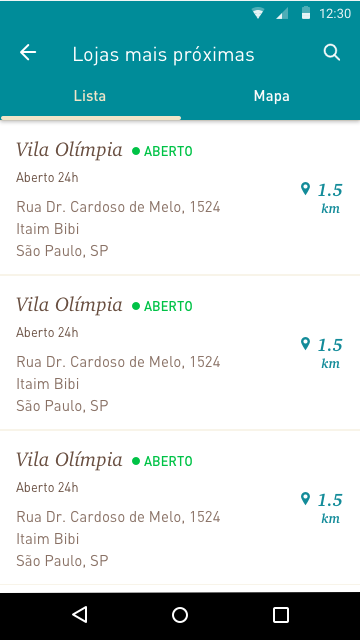 12:30
Lojas mais próximas
Lista
Mapa
Vila Olímpia ABERTO
Aberto 24h
1.5
km
Rua Dr. Cardoso de Melo, 1524
Itaim Bibi
São Paulo, SP
Vila Olímpia ABERTO
Aberto 24h
1.5
km
Rua Dr. Cardoso de Melo, 1524
Itaim Bibi
São Paulo, SP
Vila Olímpia ABERTO
Aberto 24h
1.5
km
Rua Dr. Cardoso de Melo, 1524
Itaim Bibi
São Paulo, SP